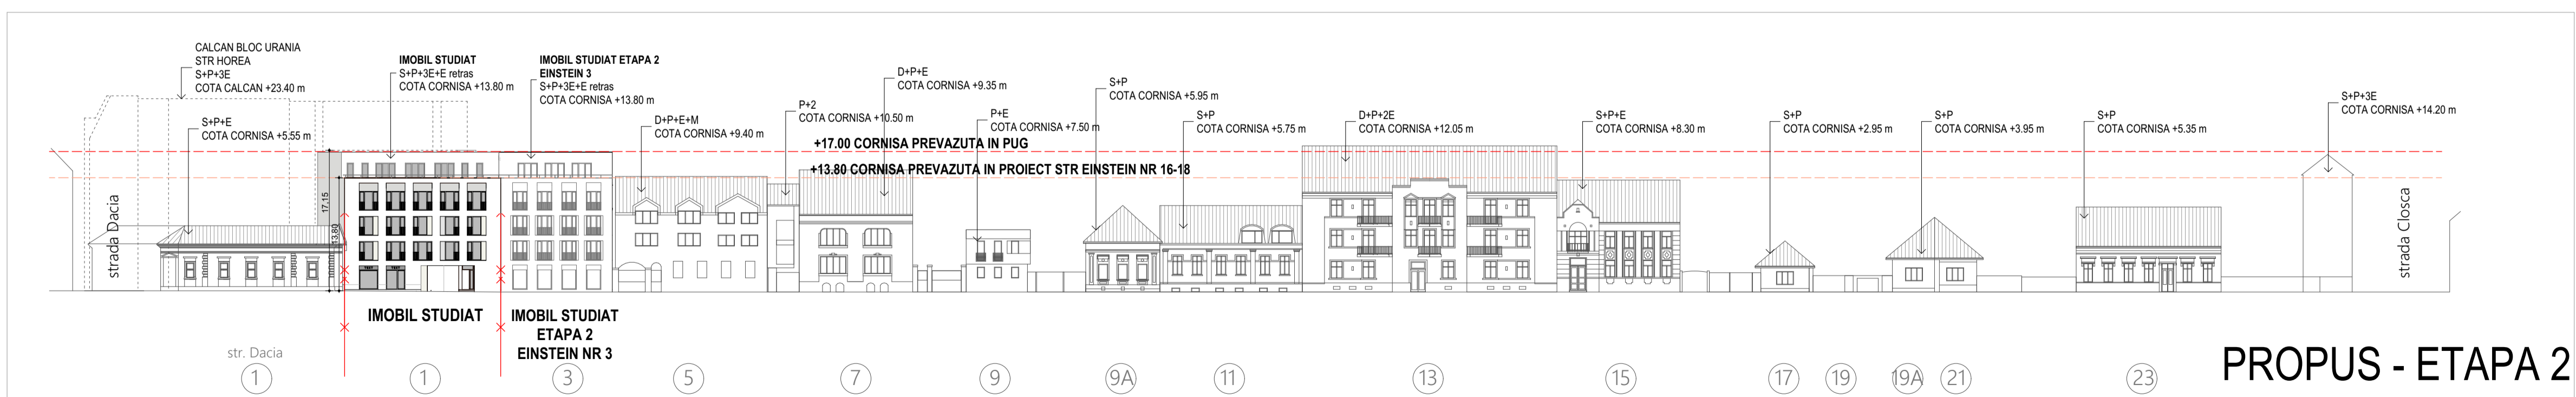 CALCAN BLOC URANIA
STR HOREA
S+P+3E
COTA CALCAN +23.40 m
S+P+E
COTA CORNISA +5.55 m
IMOBIL STUDIAT
S+P+3E+E retras
COTA CORNISA +13.80 m
IMOBIL STUDIAT ETAPA 2
EINSTEIN 3
S+P+3E+E retras
COTA CORNISA +13.80 m
D+P+E+M
COTA CORNISA +9.40 m
P+2
COTA CORNISA +10.50 m
D+P+E
COTA CORNISA +9.35 m
P+E
COTA CORNISA +7.50 m
S+P
COTA CORNISA +5.95 m
S+P
COTA CORNISA +5.75 m
D+P+2E
COTA CORNISA +12.05 m
S+P+E
COTA CORNISA +8.30 m
S+P
COTA CORNISA +2.95 m
S+P
COTA CORNISA +3.95 m
S+P
COTA CORNISA +5.35 m
S+P+3E
COTA CORNISA +14.20 m
+17.00 CORNISA PREVAZUTA IN PUG
+13.80 CORNISA PREVAZUTA IN PROIECT STR EINSTEIN NR 16-18
strada Dacia
17,15
13,80
TEXT
TEXT
strada Closca
IMOBIL STUDIAT
IMOBIL STUDIAT
ETAPA 2
EINSTEIN NR 3
str. Dacia
1
1
3
5
7
9
9A
11
13
15
17
19
19A
21
23
PROPUS - ETAPA 2